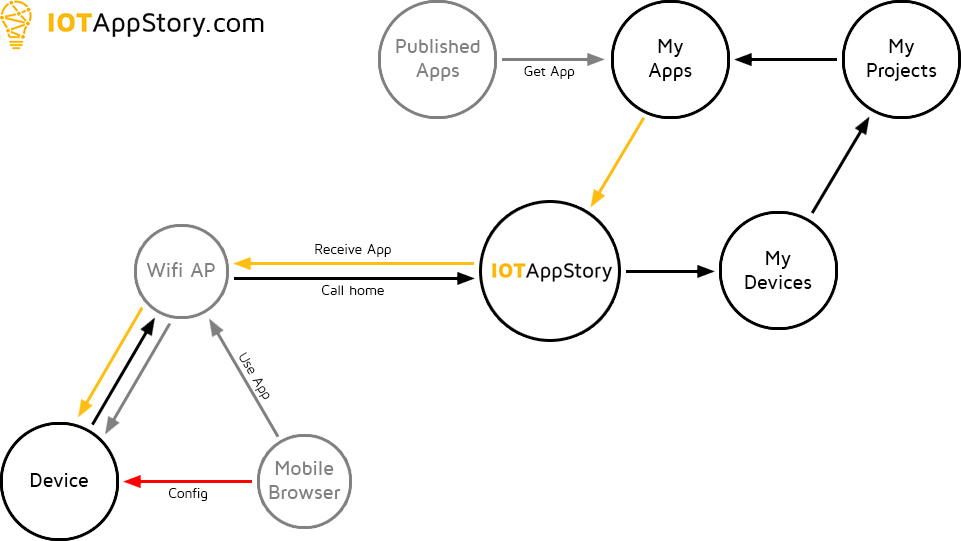 IOTAppStory.com
Published
Apps
Get App
My
Apps
My
Projects
Wifi AP
Receive App
Call home
IOTAppStory
My
Devices
Use App
Device
Config
Mobile
Browser